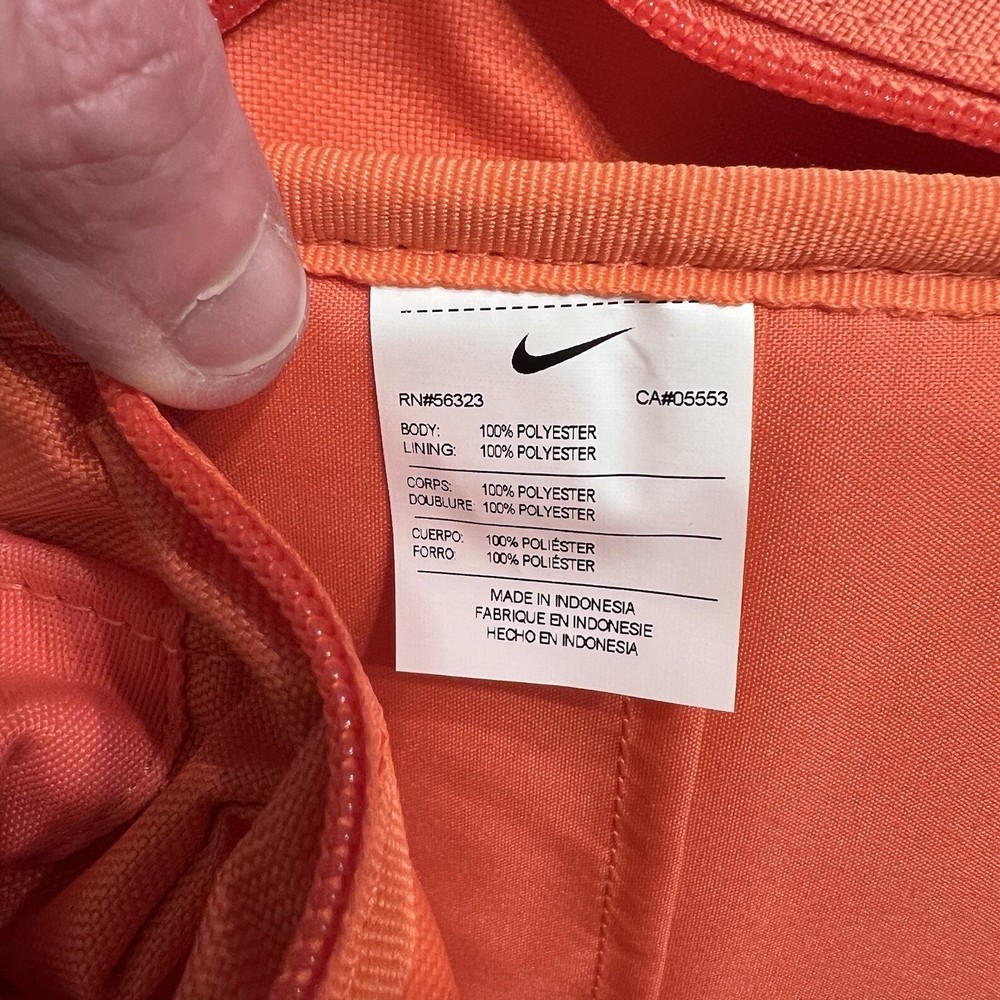 RN#56323 CA#05553
BODY: 100% POLYESTER
LINING: 100% POLYESTER
CORPS: 100% POLYESTER
DOUBLURE: 100% POLYESTER
CUERPO: 100% POLIÉSTER
FORRO: 100% POLIÉSTER
MADE IN INDONESIA
FABRIQUE EN INDONESIE
HECHO EN INDONESIA